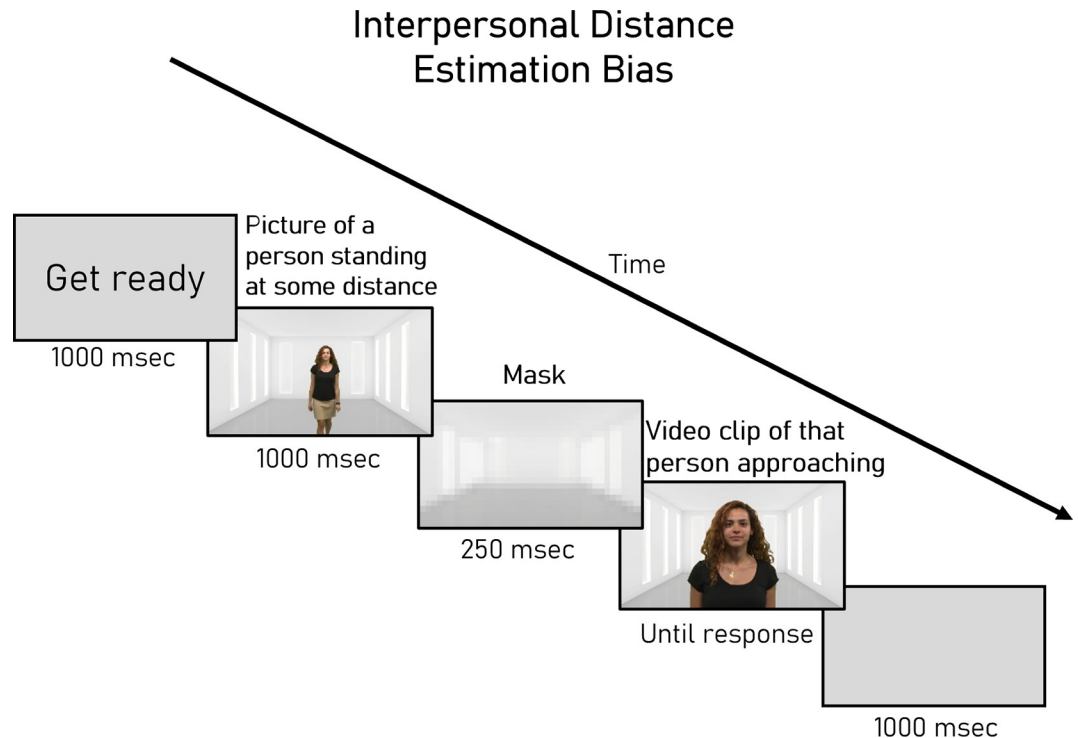 Interpersonal Distance
Estimation Bias
Time
Get ready
1000 msec
Picture of a
person standing
at some distance
1000 msec
Mask
250 msec
Video clip of that
person approaching
Until response
1000 msec